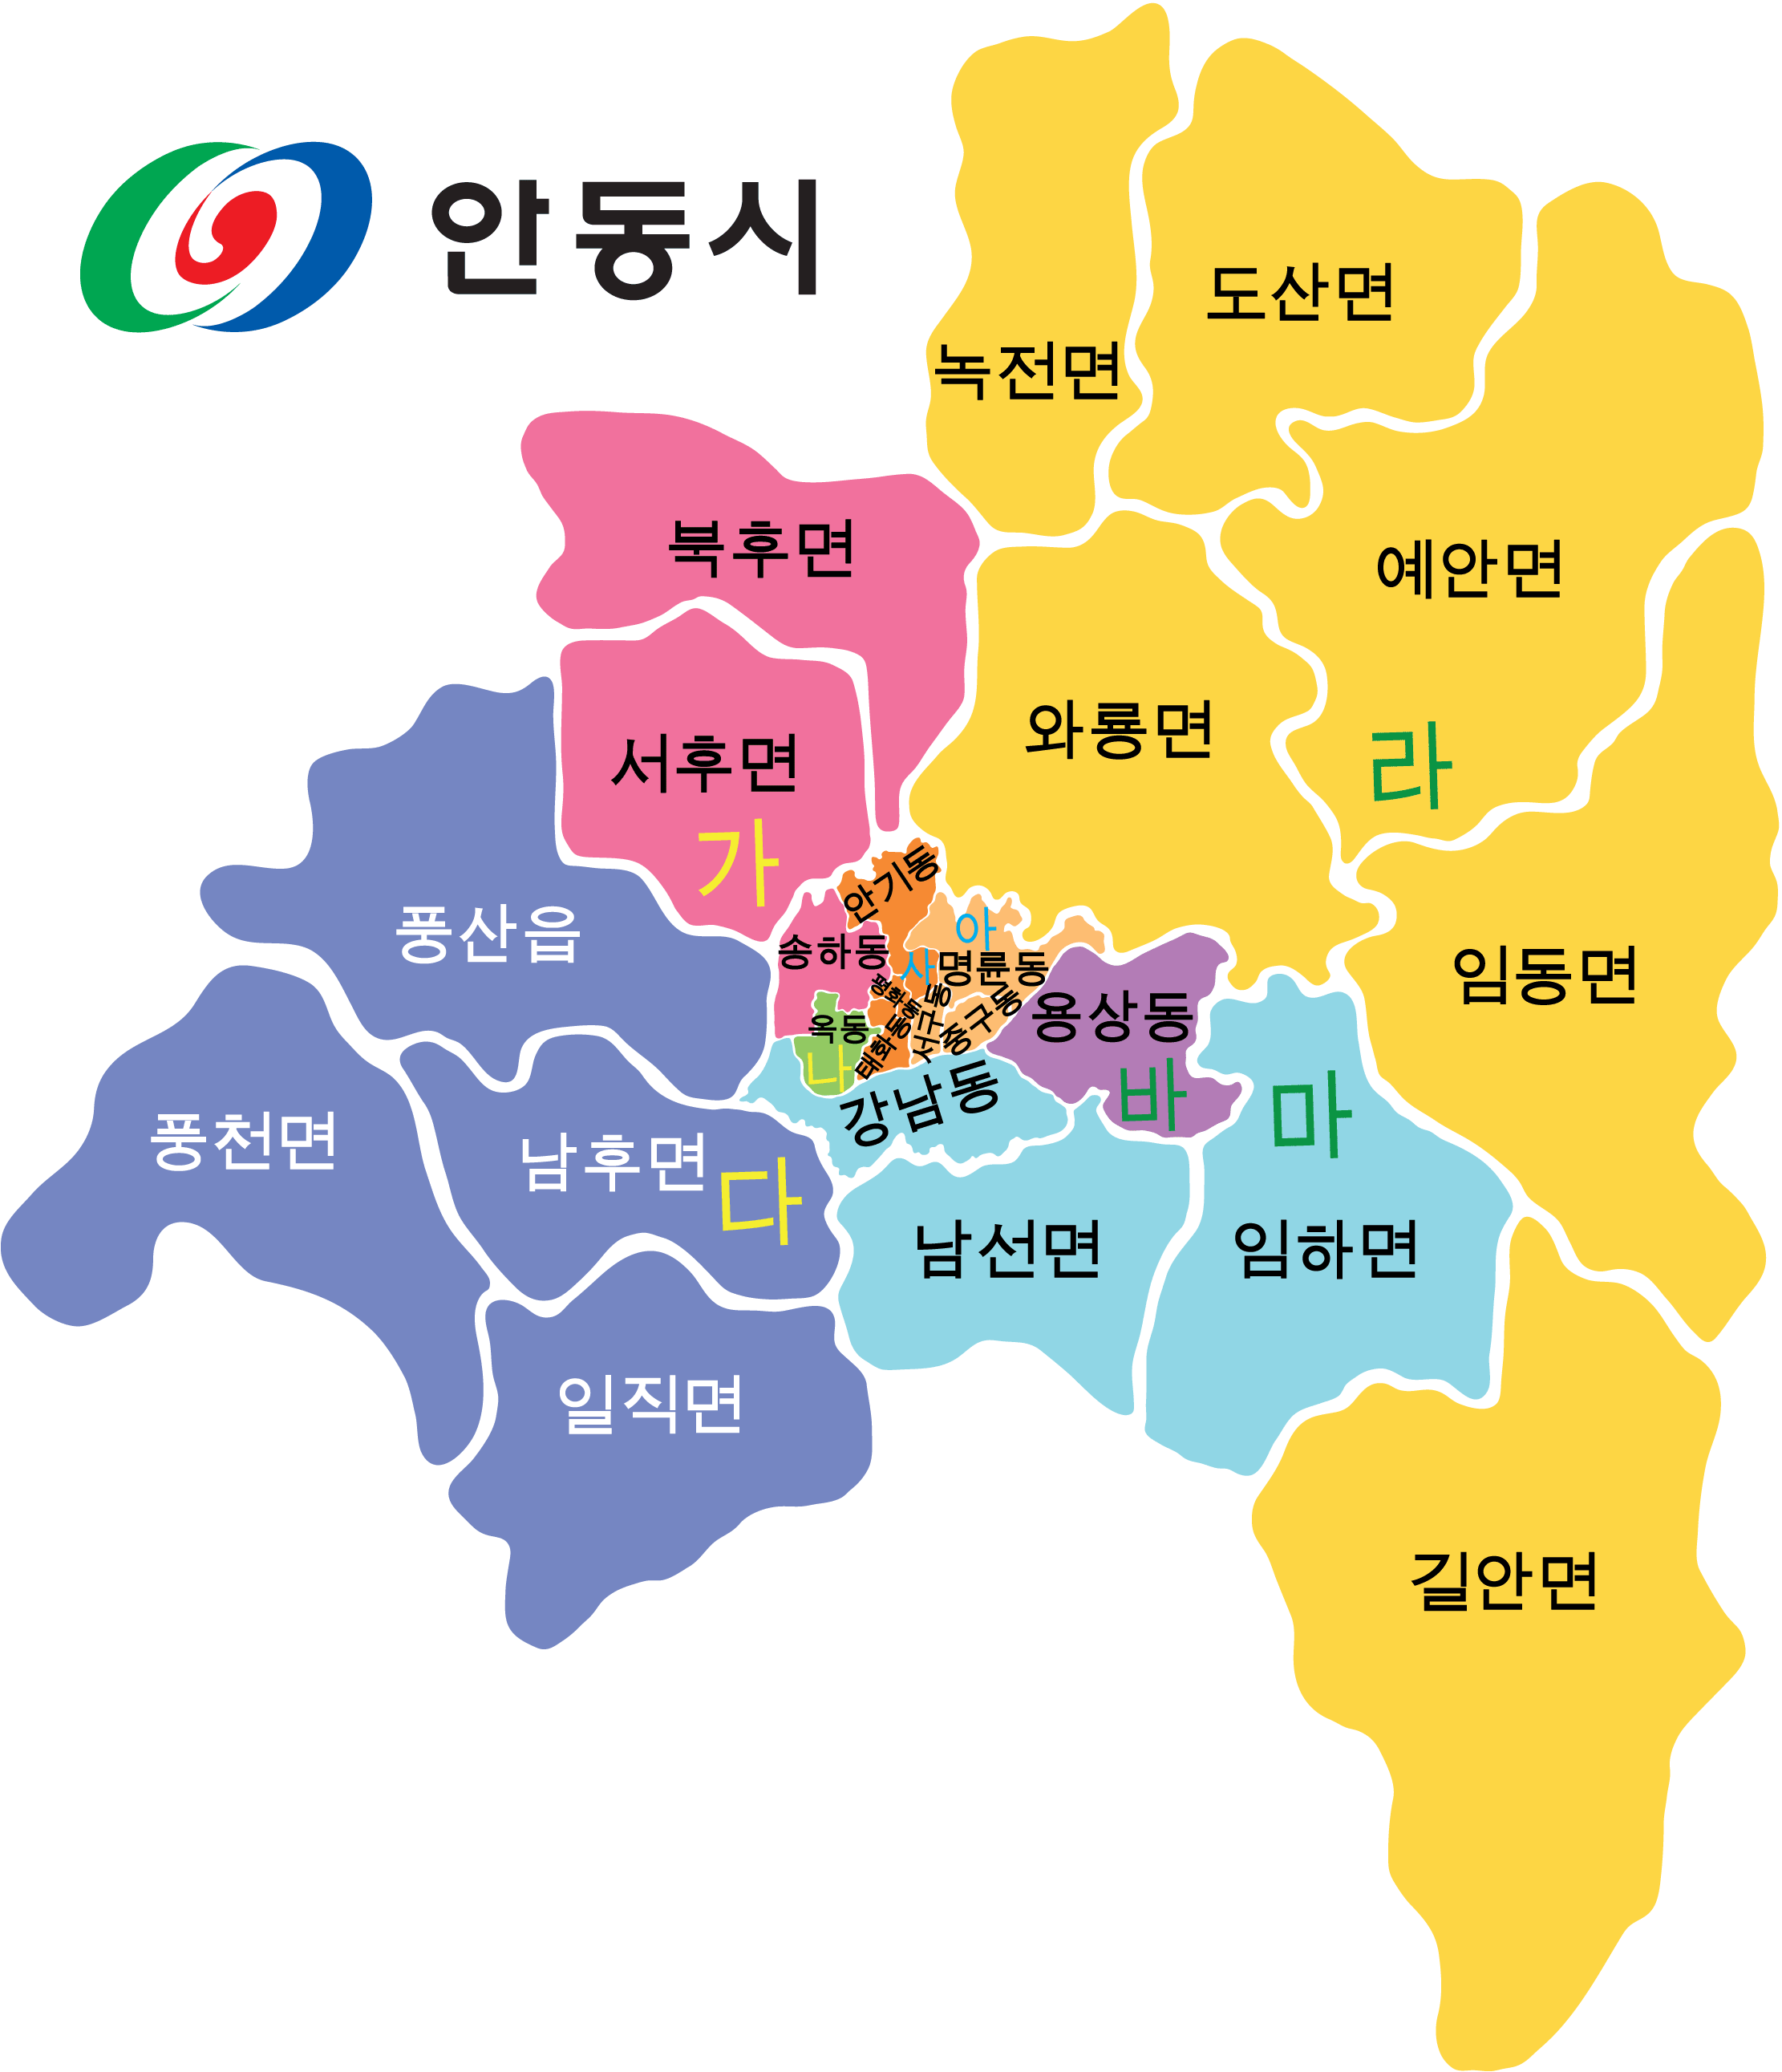 안동시
도산면
녹전면
북후면
예안면
와룡면
서후면
라
가
안기동
풍산읍
아
송하동
사
명륜동
임동면
평화동
중구동
용상동
옥동
태화동
서구동
나
강남동
바
마
풍천면
남후면
다
남선면
임하면
일직면
길안면